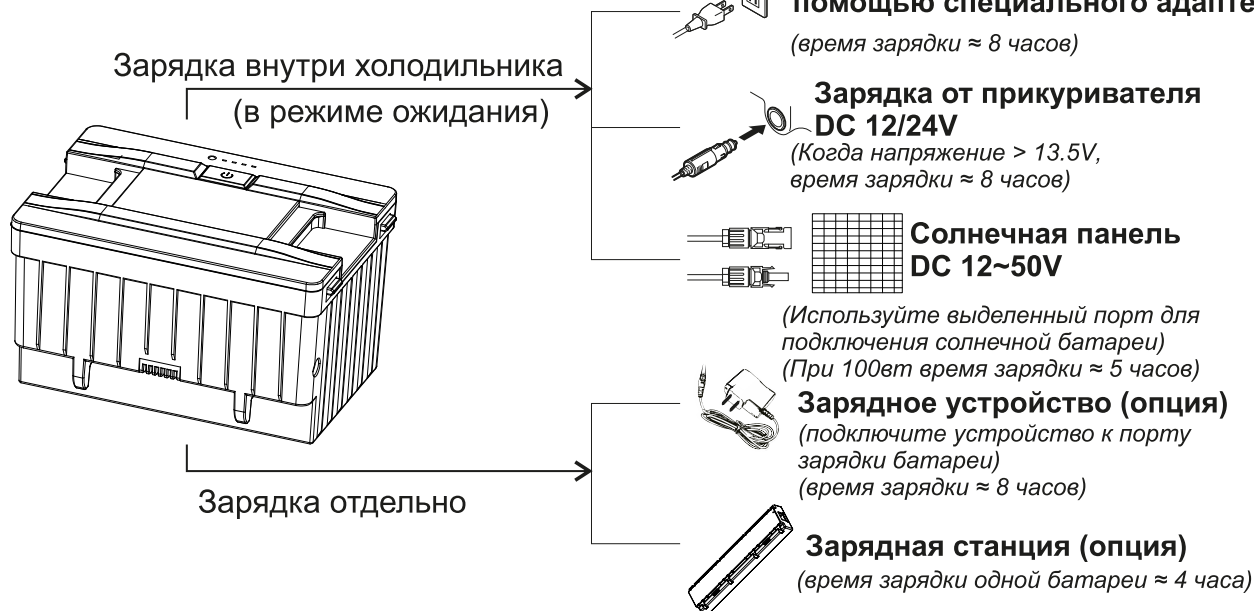 помощью специального
(время зарядки ≈ 8 часов)
Зарядка внутри холодильника
(в режиме ожидания)
Зарядка от прикуривателя
DC 12/24V
(Когда напряжение > 13.5V,
время зарядки ≈ 8 часов)
Солнечная панель
DC 12~50V
(Используйте выделенный порт для
подключения солнечной батареи)
(При 100вт время зарядки ≈ 5 часов)
Зарядное устройство (опция)
(подключите устройство к порту
зарядки батареи)
(время зарядки ≈ 8 часов)
Зарядка отдельно
Зарядная станция (опция)
(время зарядки одной батареи ≈ 4 часа)